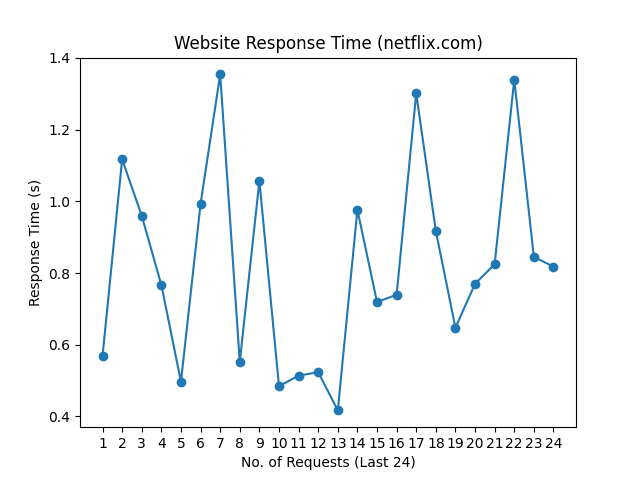 Website Response Time (netflix.com)
Response Time (s)
1.4
1.2
1.0
0.8
0.6
0.4
1 2 3 4 5 6 7 8 9 10 11 12 13 14 15 16 17 18 19 20 21 22 23 24
No. of Requests (Last 24)